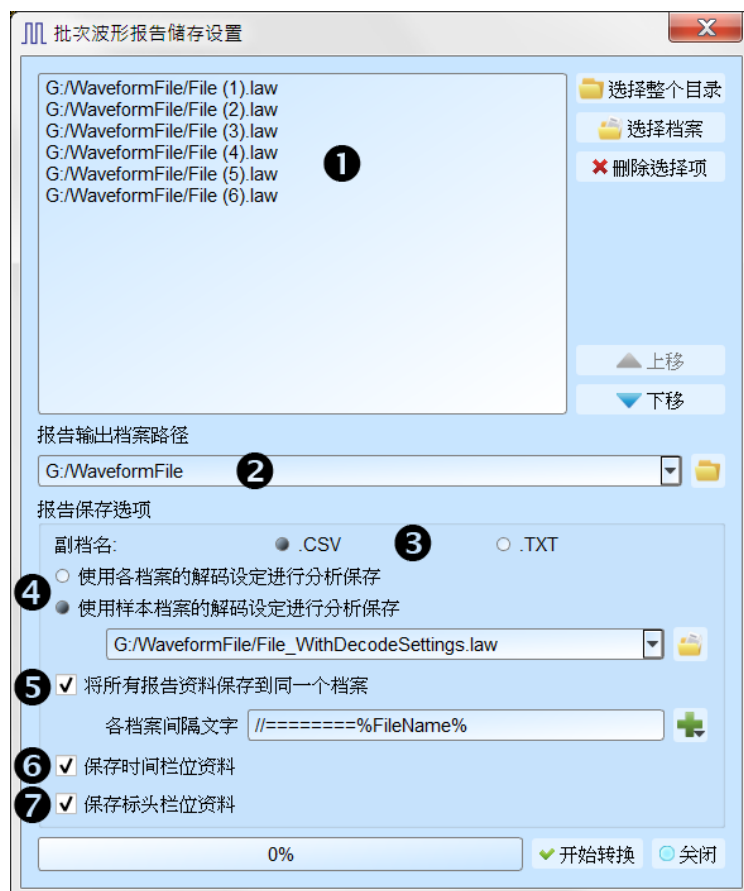 批次波形报告储存设置
G:/WaveformFile/File (1).law
G:/WaveformFile/File (2).law
G:/WaveformFile/File (3).law
G:/WaveformFile/File (4).law
G:/WaveformFile/File (5).law
G:/WaveformFile/File (6).law
❶
选择整个目录
选择档案
删除选择项
上移
下移
报告输出档案路径
G:/WaveformFile ❷
报告保存选项
副档名: .CSV ❸ .TXT
❹
使用各档案的解码设定进行分析保存
使用样本档案的解码设定进行分析保存
G:/WaveformFile/File_WithDecodeSettings.law
❺ 将所有报告资料保存到同一个档案
各档案间隔文字 //========%FileName%
❻ 保存时间栏位资料
❼ 保存标头栏位资料
0% 开始转换 关闭